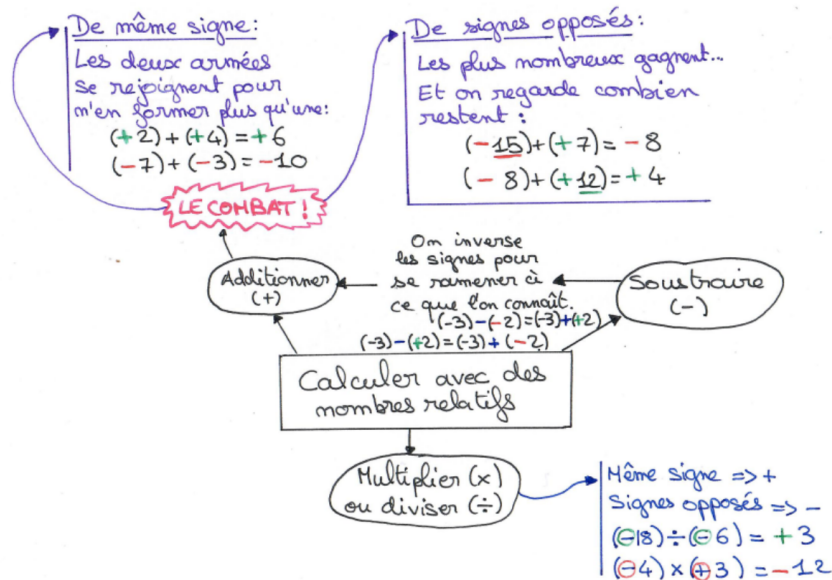 De même signe:
Les deux armées
se rejoignent pour
n'en former plus qu'une:
(+2)+(+4)=+6
(-7)+(-3)=-10
De signes opposés:
Les plus nombreux gagnent...
Et on regarde combien
restent :
(-15)+(+7)=-8
(-8)+(+12)=+4
LE COMBAT !
Additionner
(+)
On inverse
les signes pour
se ramener à
ce que l'on connaît.
(-3)-(-2)=(-3)+(+2)
(-3)-(+2)=(-3)+(-2)
Soustraire
(-)
Calculer avec des
nombres relatifs
Multiplier (×)
ou diviser (÷)
Même signe => +
Signes opposés => -
(-18)÷(-6) = +3
(-4)×(+3) = -12